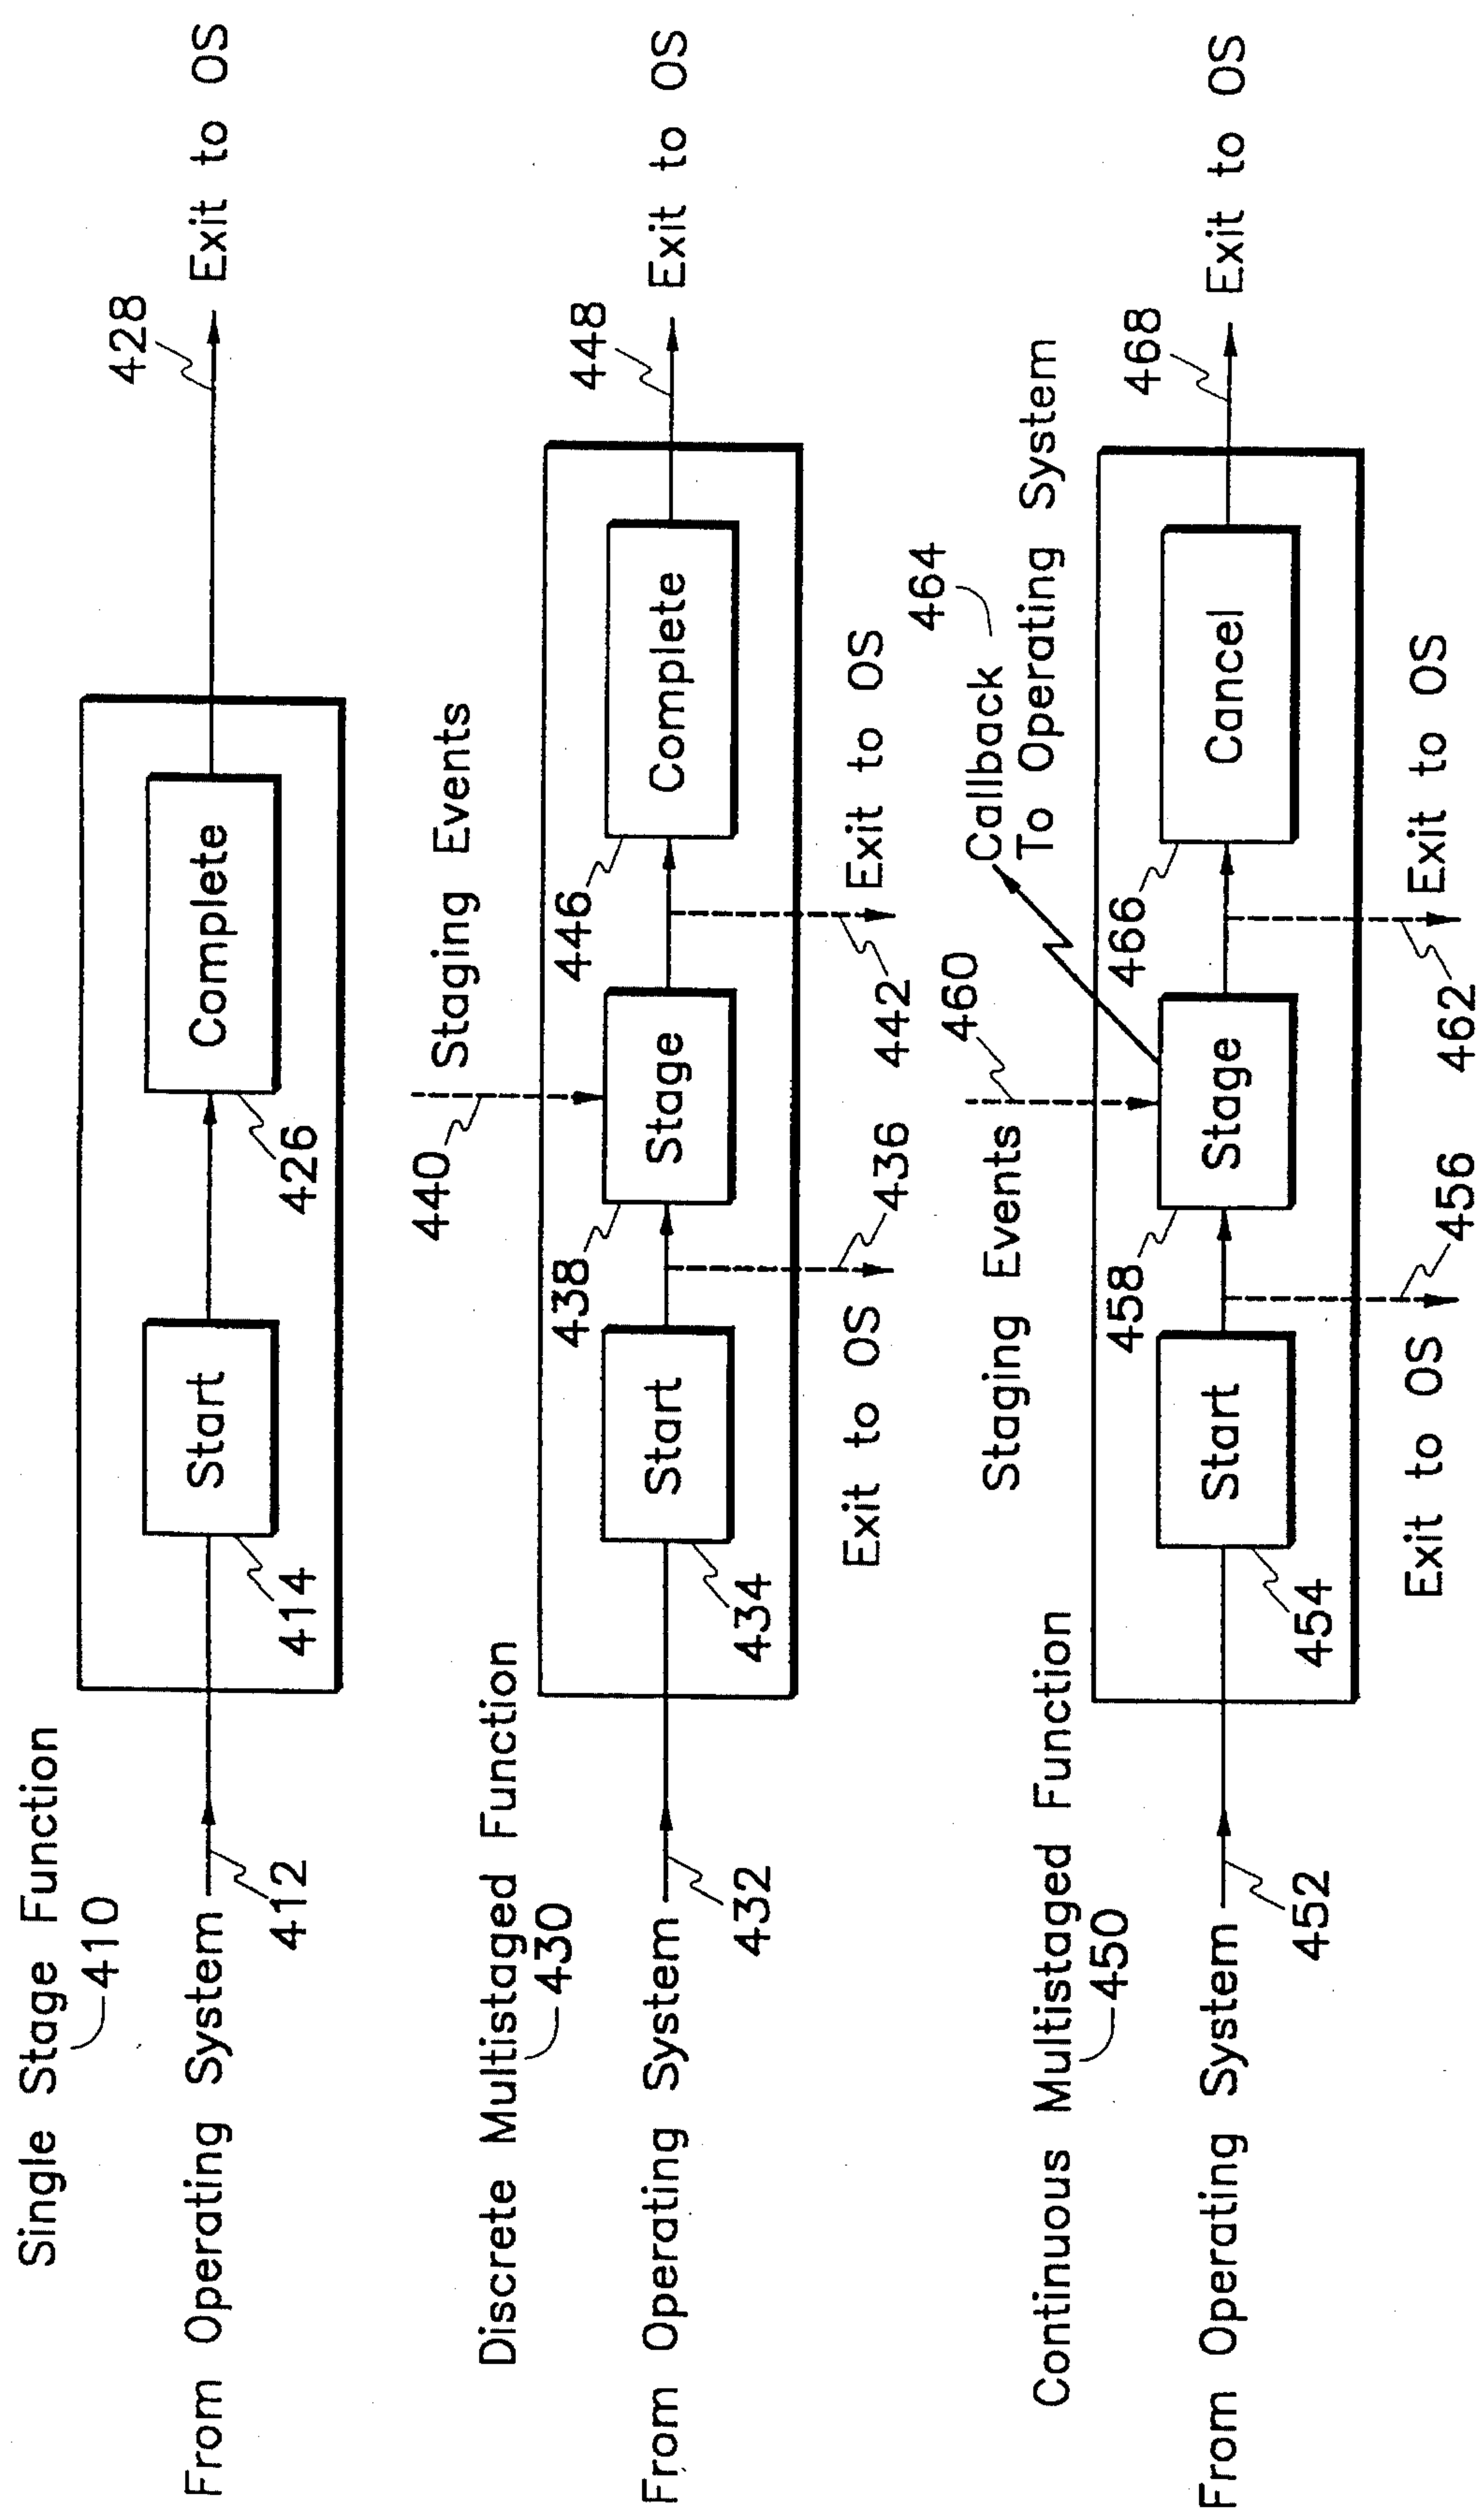 Single Stage Function
410
From Operating System
412
Start
414
Complete
426
428
Exit to OS
Discrete Multistaged Function
430
From Operating System
432
Start
434
Exit to OS
436
438
Stage
440
Staging Events
442
Exit to OS
446
Complete
448
Exit to OS
Continuous Multistaged Function
450
From Operating System
452
Start
454
Exit to OS
456
458
Stage
Staging Events
460
462
Exit to OS
Callback
To Operating System
464
466
Cancel
468
Exit to OS